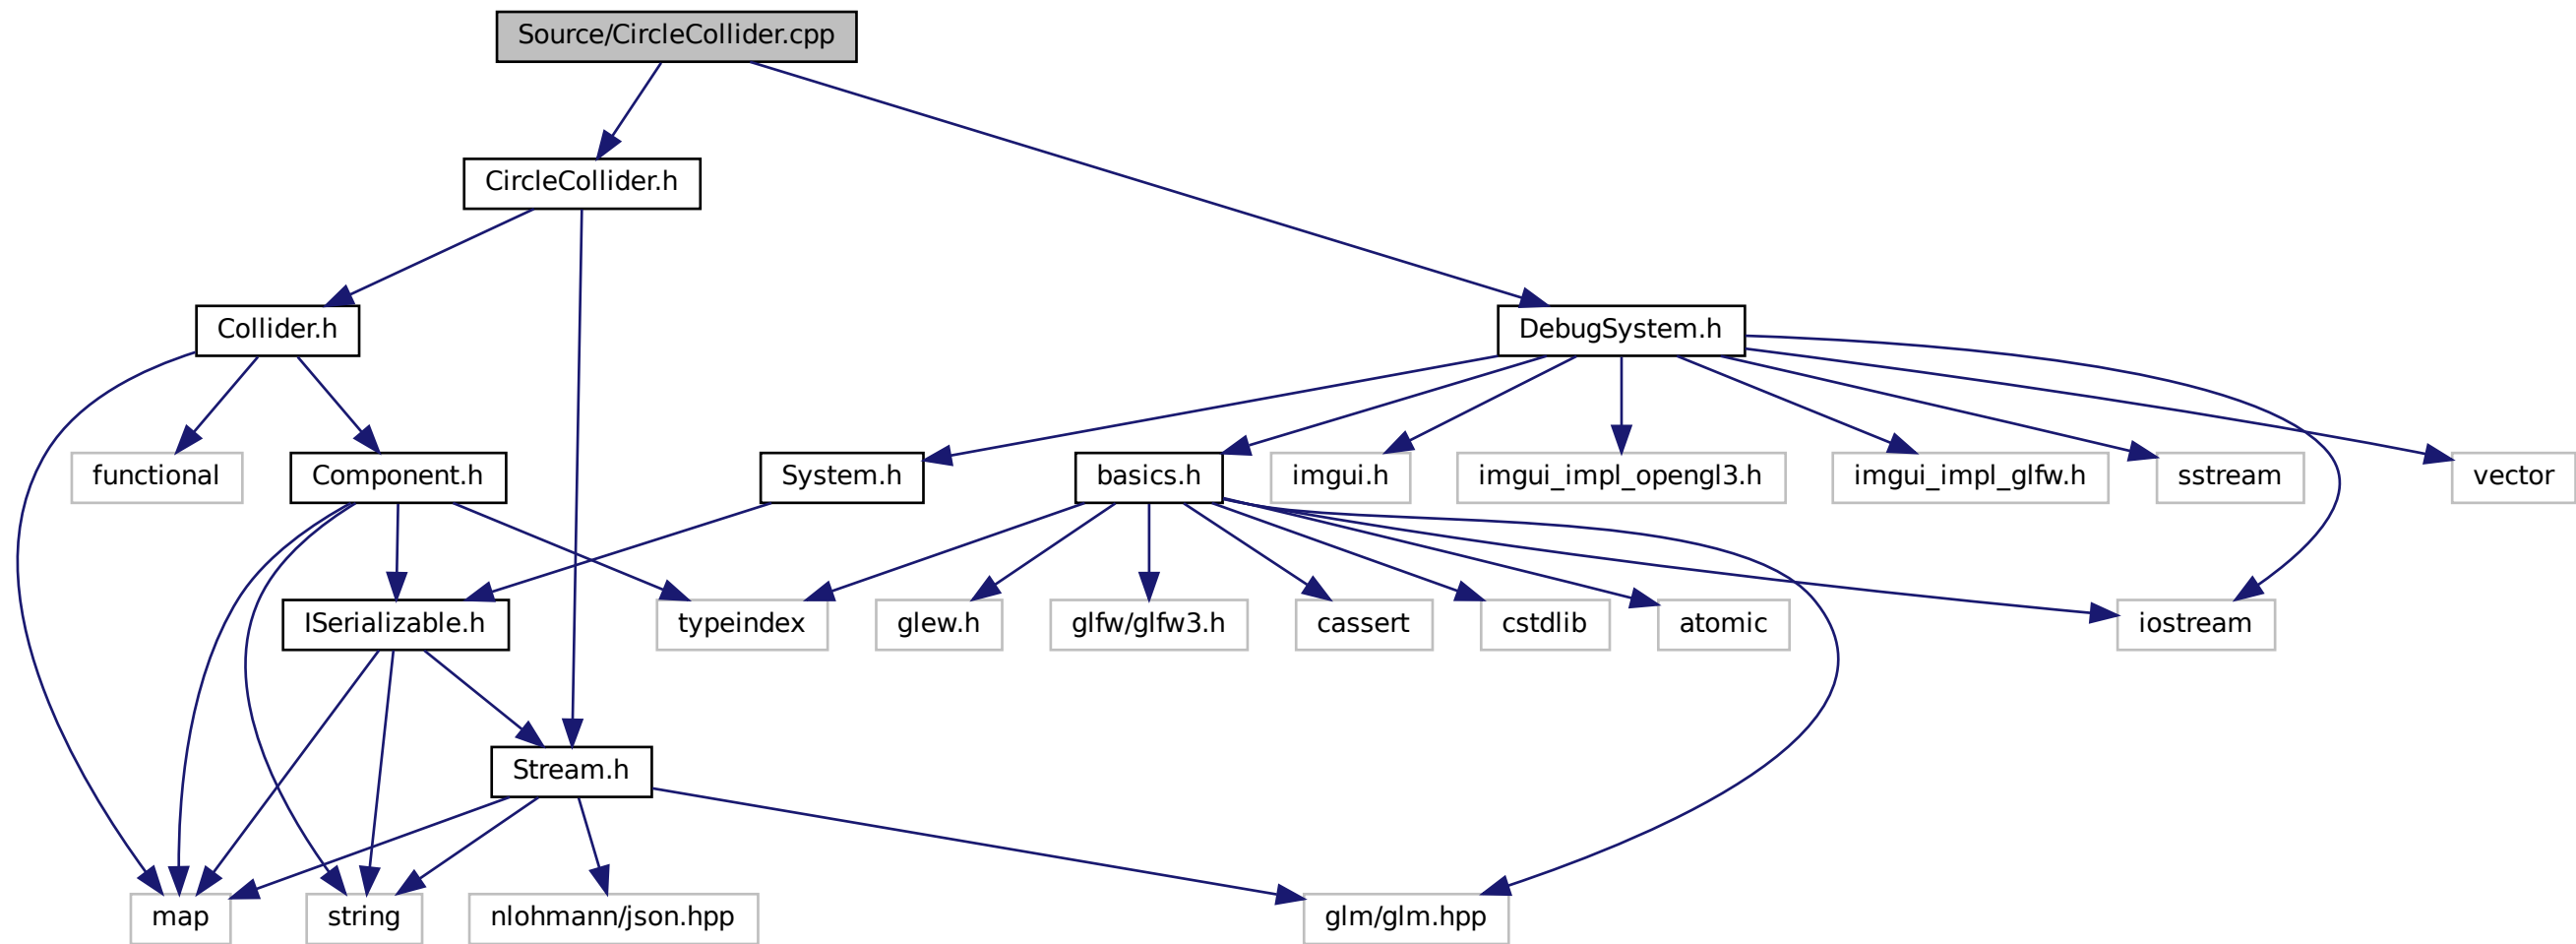 Source/CircleCollider.cpp
CircleCollider.h
Collider.h
DebugSystem.h
functional
Component.h
System.h
basics.h
imgui.h
imgui_impl_opengl3.h
imgui_impl_glfw.h
sstream
vector
ISerializable.h
typeindex
glew.h
glfw/glfw3.h
cassert
cstdlib
atomic
iostream
Stream.h
map
string
nlohmann/json.hpp
glm/glm.hpp